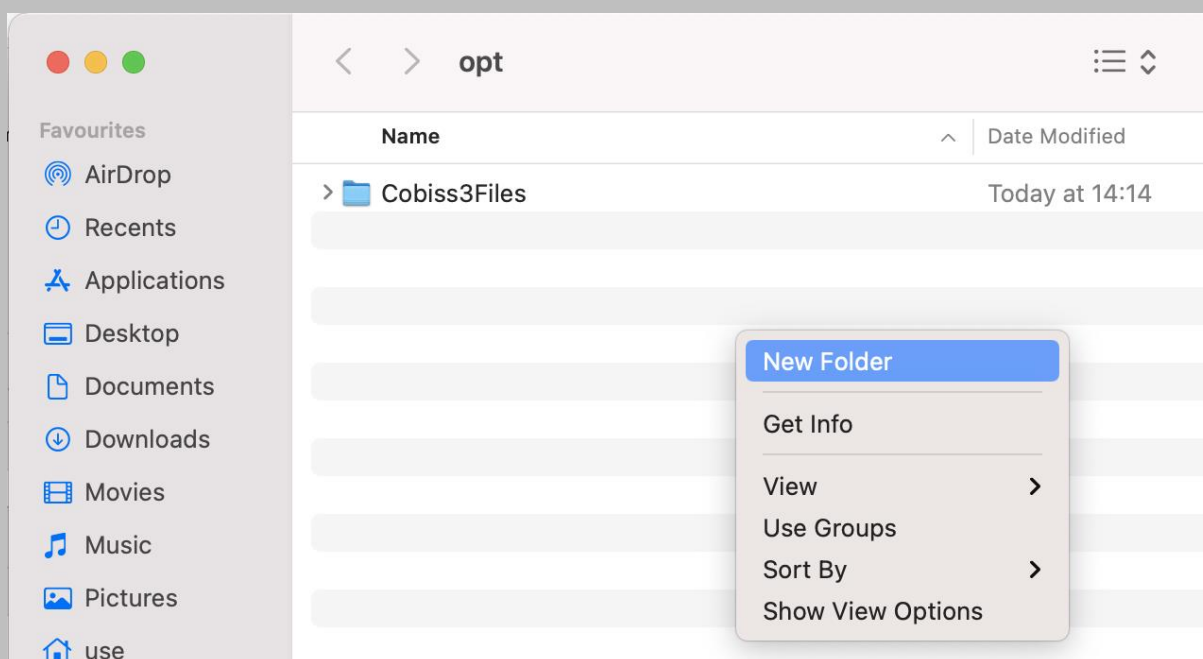 opt
Favourites
AirDrop
Recents
Applications
Desktop
Documents
Downloads
Movies
Music
Pictures
use
Name
Date Modified
Cobiss3Files
Today at 14:14
New Folder
Get Info
View
Use Groups
Sort By
Show View Options